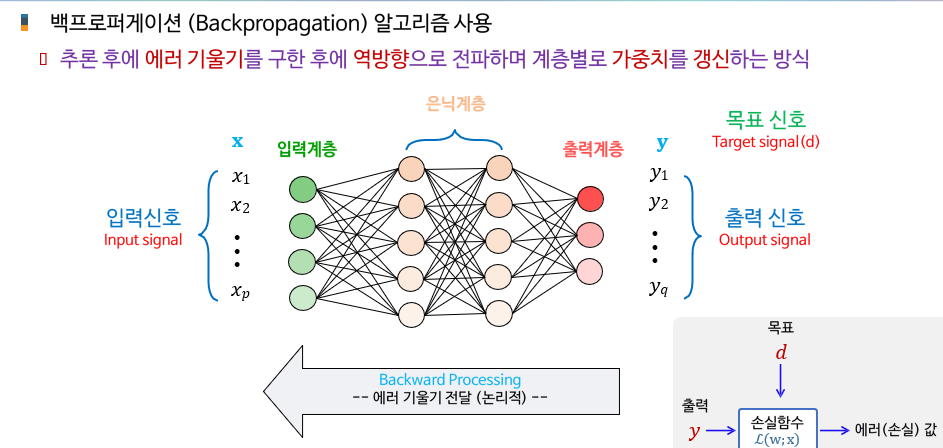 백프로퍼게이션 (Backpropagation) 알고리즘 사용
추론 후에 에러 기울기를 구한 후에 역방향으로 전파하며 계층별로 가중치를 갱신하는 방식
은닉계층
목표 신호
Target signal(d)
x
입력계층
출력계층
y
x₁
x₂
⋮
xₚ
입력신호
Input signal
y₁
y₂
⋮
y_q
출력 신호
Output signal
Backward Processing
-- 에러 기울기 전달 (논리적) --
목표
d
출력
y
손실함수
ℒ(w; x)
에러(손실) 값